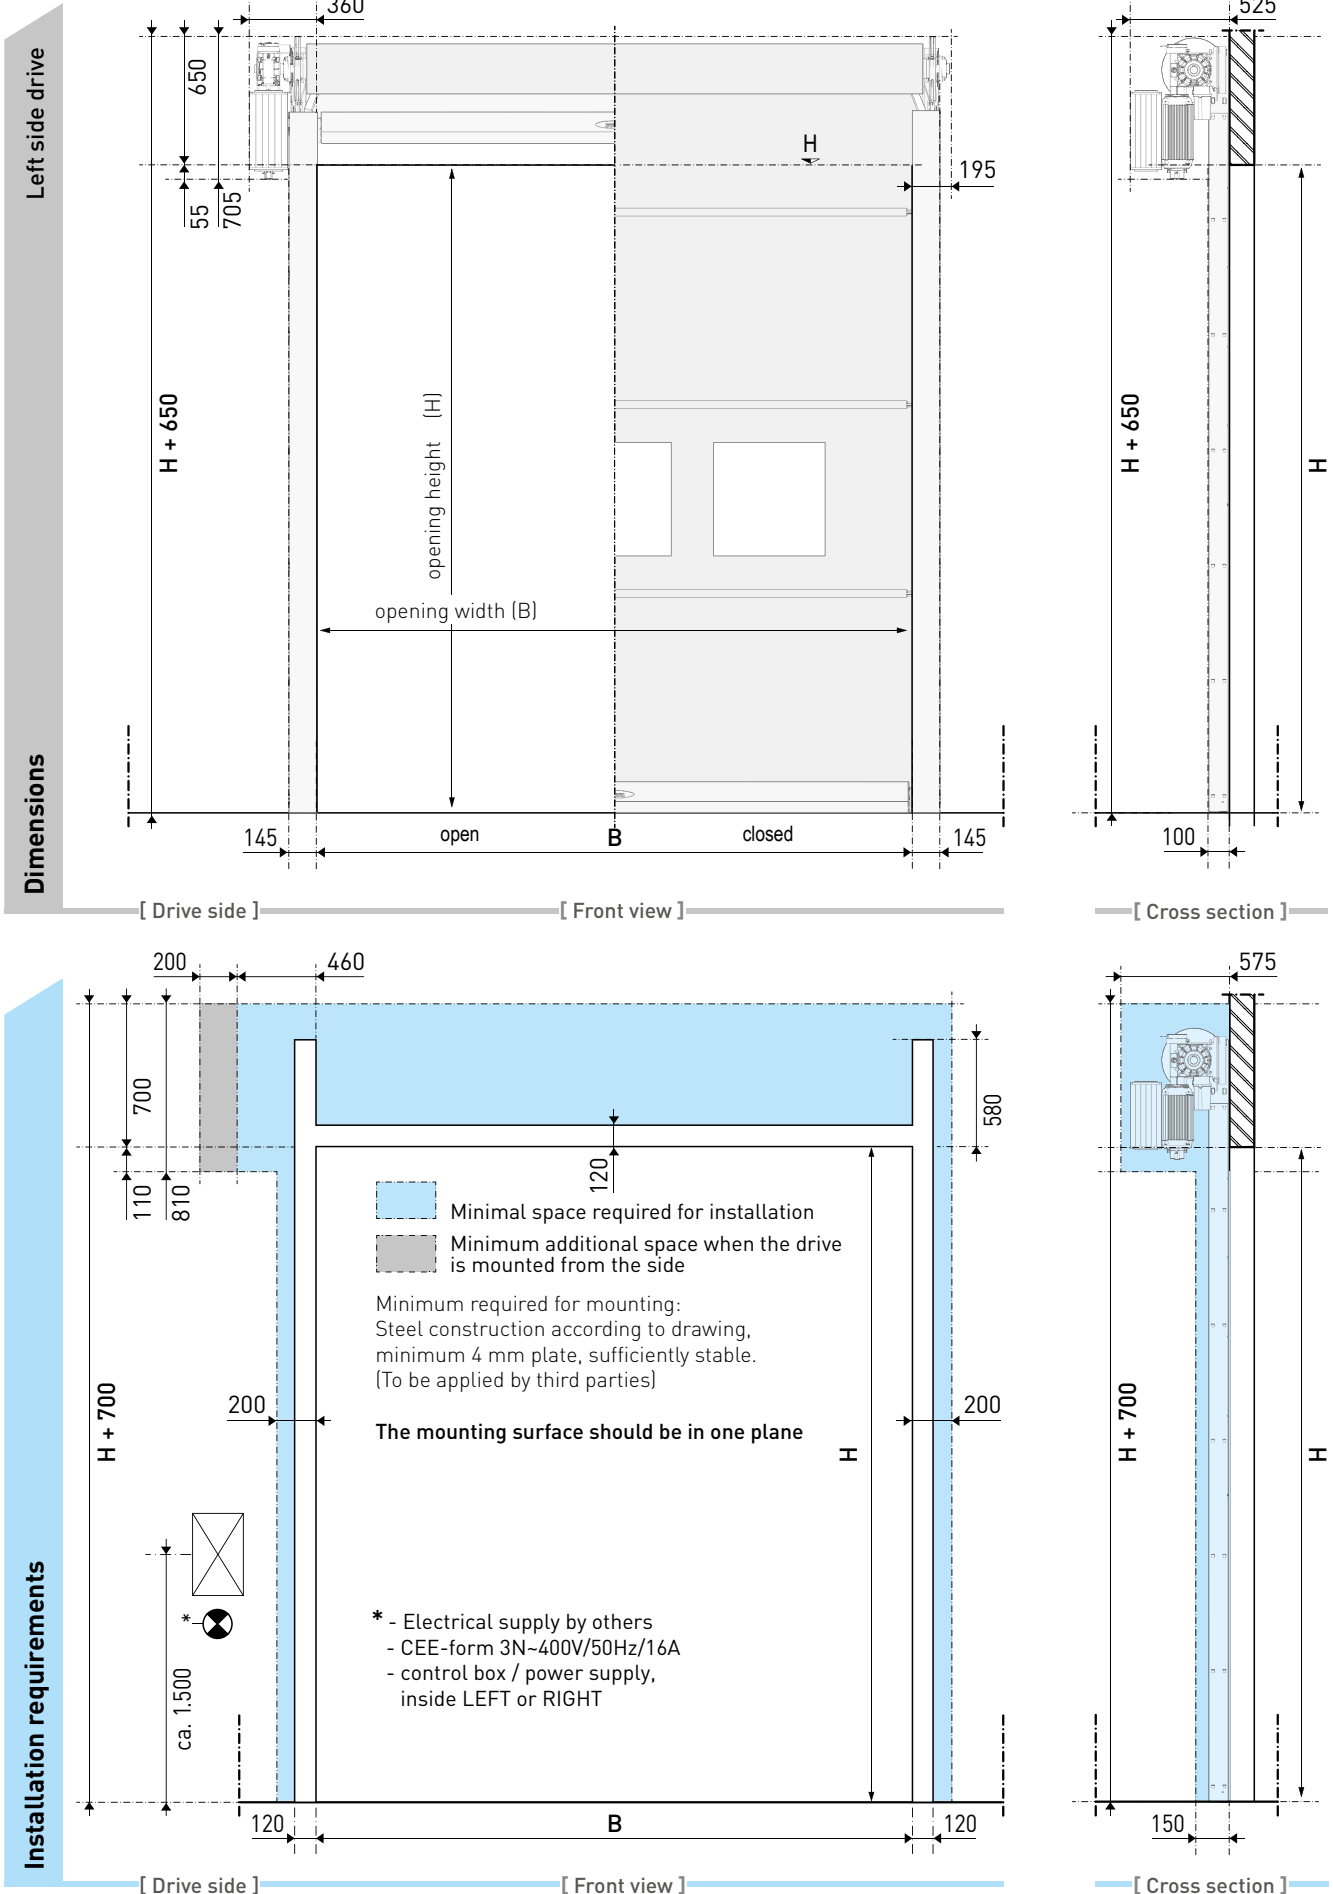 360
525
Left side drive
650
H
195
55
705
H + 650
opening height (H)
H + 650
H
opening width (B)
Dimensions
145
open
B
closed
145
100
[ Drive side ]
[ Front view ]
[ Cross section ]
200
460
575
700
580
120
110
810
Minimal space required for installation
Minimum additional space when the drive
is mounted from the side
Minimum required for mounting:
Steel construction according to drawing,
minimum 4 mm plate, sufficiently stable.
(To be applied by third parties)
200
200
The mounting surface should be in one plane
H + 700
H
H + 700
H
Installation requirements
*
* - Electrical supply by others
- CEE-form 3N~400V/50Hz/16A
- control box / power supply,
inside LEFT or RIGHT
ca. 1.500
120
B
120
150
[ Drive side ]
[ Front view ]
[ Cross section ]